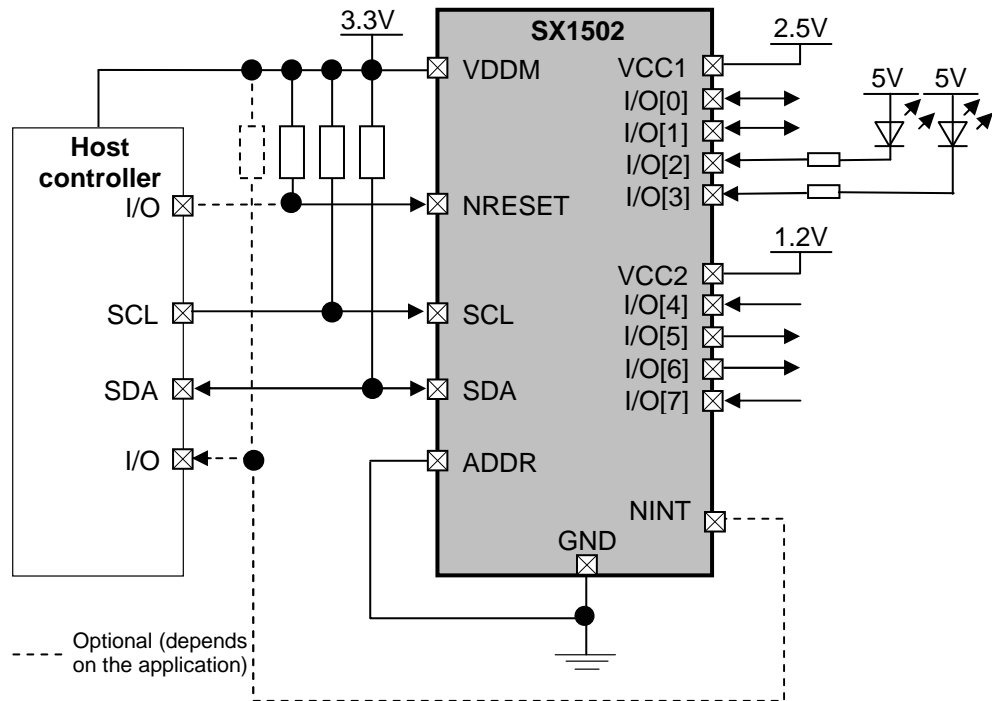 3.3V
SX1502
2.5V
VDDM
VCC1
5V
5V
I/O[0]
I/O[1]
Host
controller
I/O[2]
I/O[3]
I/O
NRESET
1.2V
VCC2
I/O[4]
SCL
SCL
I/O[5]
I/O[6]
SDA
SDA
I/O[7]
I/O
ADDR
NINT
GND
Optional (depends
on the application)